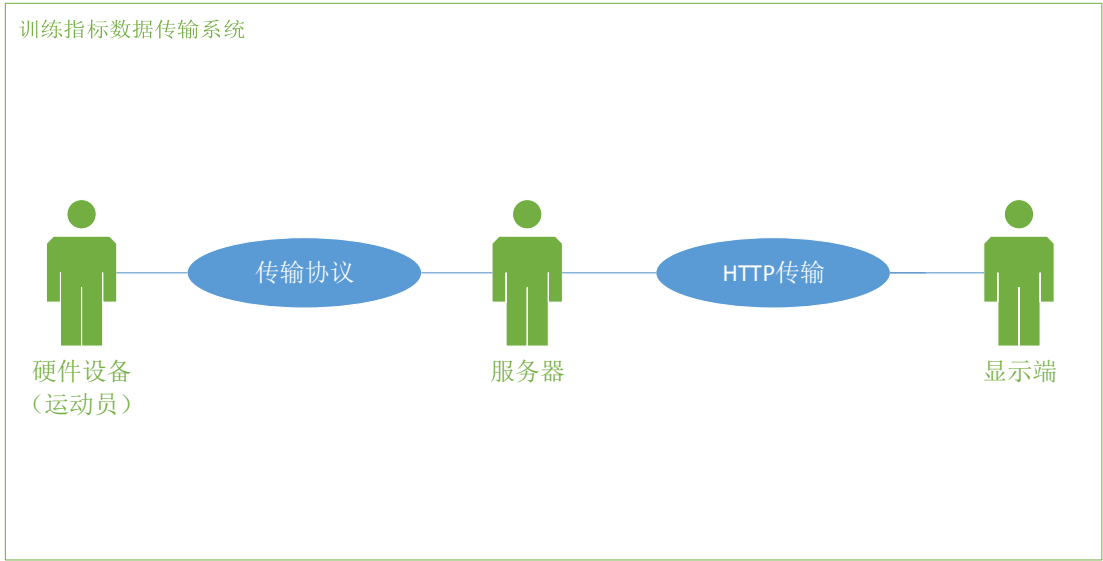 训练指标数据传输系统
传输协议
HTTP传输
硬件设备
（运动员）
服务器
显示端